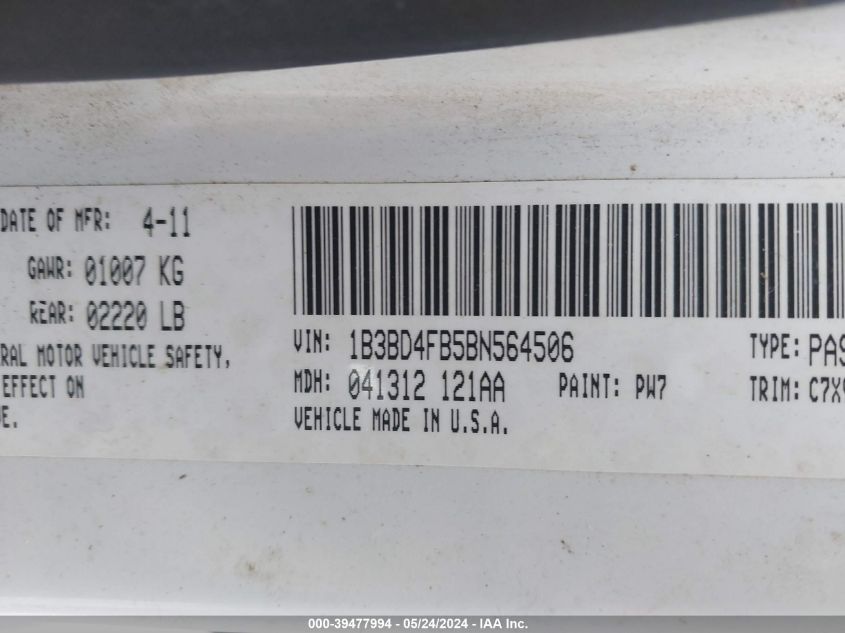 DATE OF MFR: 4-11
GAWR: 01007 KG
REAR: 02220 LB
RAL MOTOR VEHICLE SAFETY,
EFFECT ON
E.
VIN: 1B3BD4FB5BN564506
TYPE: PAS
MDH: 041312 121AA PAINT: PW7
TRIM: C7X9
VEHICLE MADE IN U.S.A.
000-39477994 • 05/24/2024 - IAA Inc.